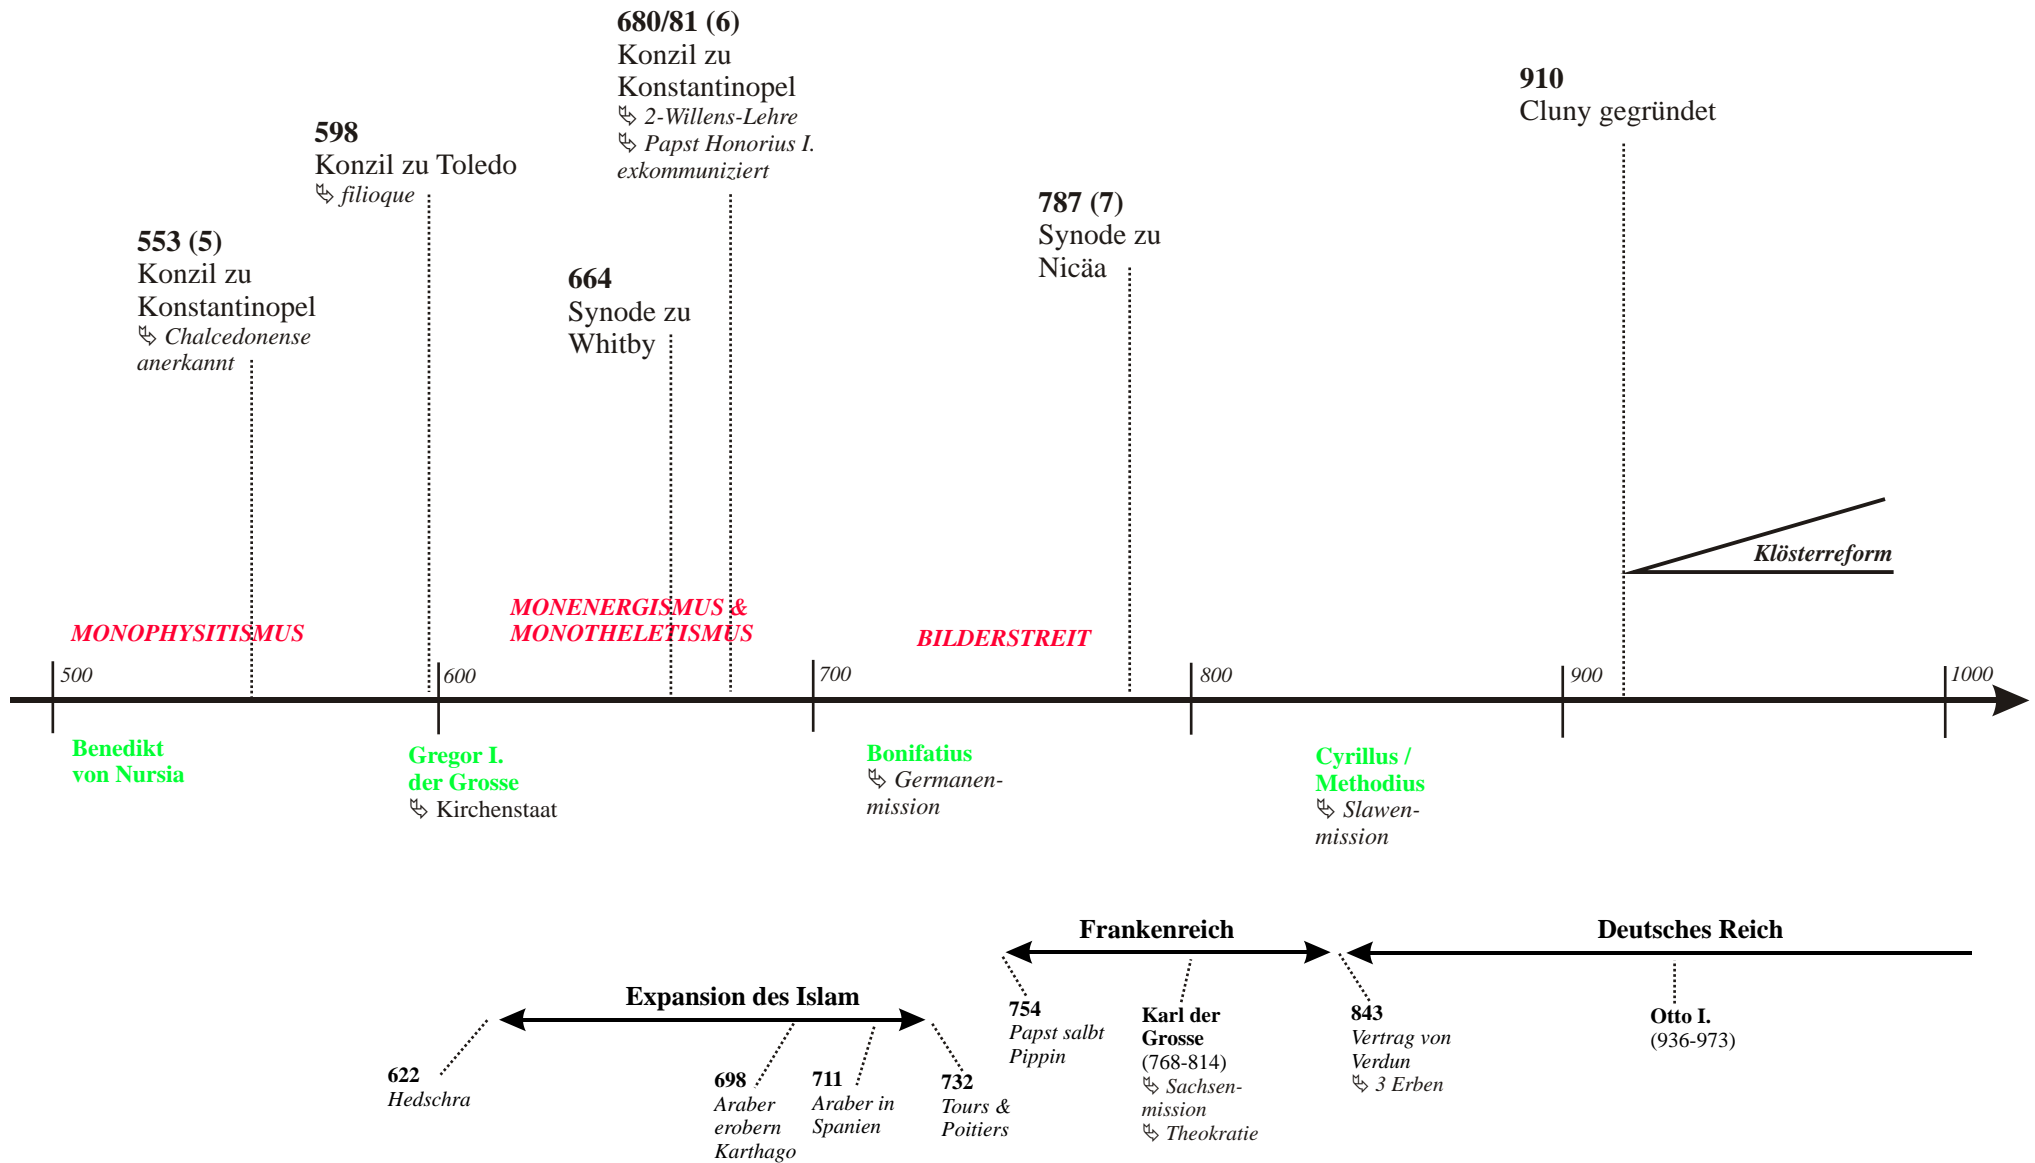 680/81 (6)
Konzil zu
Konstantinopel
↳ 2-Willens-Lehre
↳ Papst Honorius I.
exkommuniziert
910
Cluny gegründet
598
Konzil zu Toledo
↳ filioque
787 (7)
Synode zu
Nicäa
553 (5)
Konzil zu
Konstantinopel
↳ Chalcedonense
anerkannt
664
Synode zu
Whitby
Klösterreform
MONOPHYSITISMUS
MONENERGISMUS &
MONOTHELETISMUS
BILDERSTREIT
500
600
700
800
900
1000
Benedikt
von Nursia
Gregor I.
der Grosse
↳ Kirchenstaat
Bonifatius
↳ Germanen-
mission
Cyrillus /
Methodius
↳ Slawen-
mission
Frankenreich
Deutsches Reich
Expansion des Islam
754
Papst salbt
Pippin
Karl der
Grosse
(768-814)
↳ Sachsen-
mission
↳ Theokratie
843
Vertrag von
Verdun
↳ 3 Erben
Otto I.
(936-973)
622
Hedschra
698
Araber
erobern
Karthago
711
Araber in
Spanien
732
Tours &
Poitiers